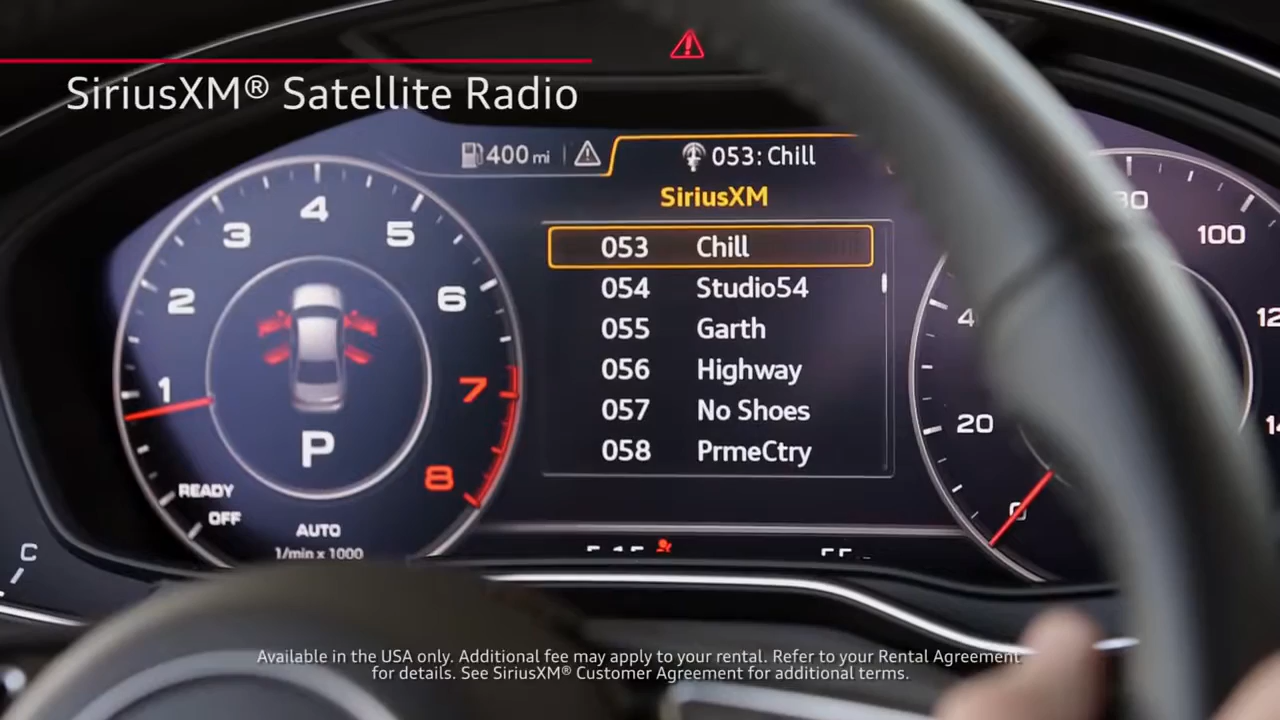 SiriusXM® Satellite Radio
400 mi
053: Chill
SiriusXM
053 Chill
054 Studio54
055 Garth
056 Highway
057 No Shoes
058 PrmeCtry
1
2
3
4
5
6
7
8
P
READY
OFF
AUTO
1/min x 1000
C
0
20
100
Available in the USA only. Additional fee may apply to your rental. Refer to your Rental Agreement
for details. See SiriusXM® Customer Agreement for additional terms.